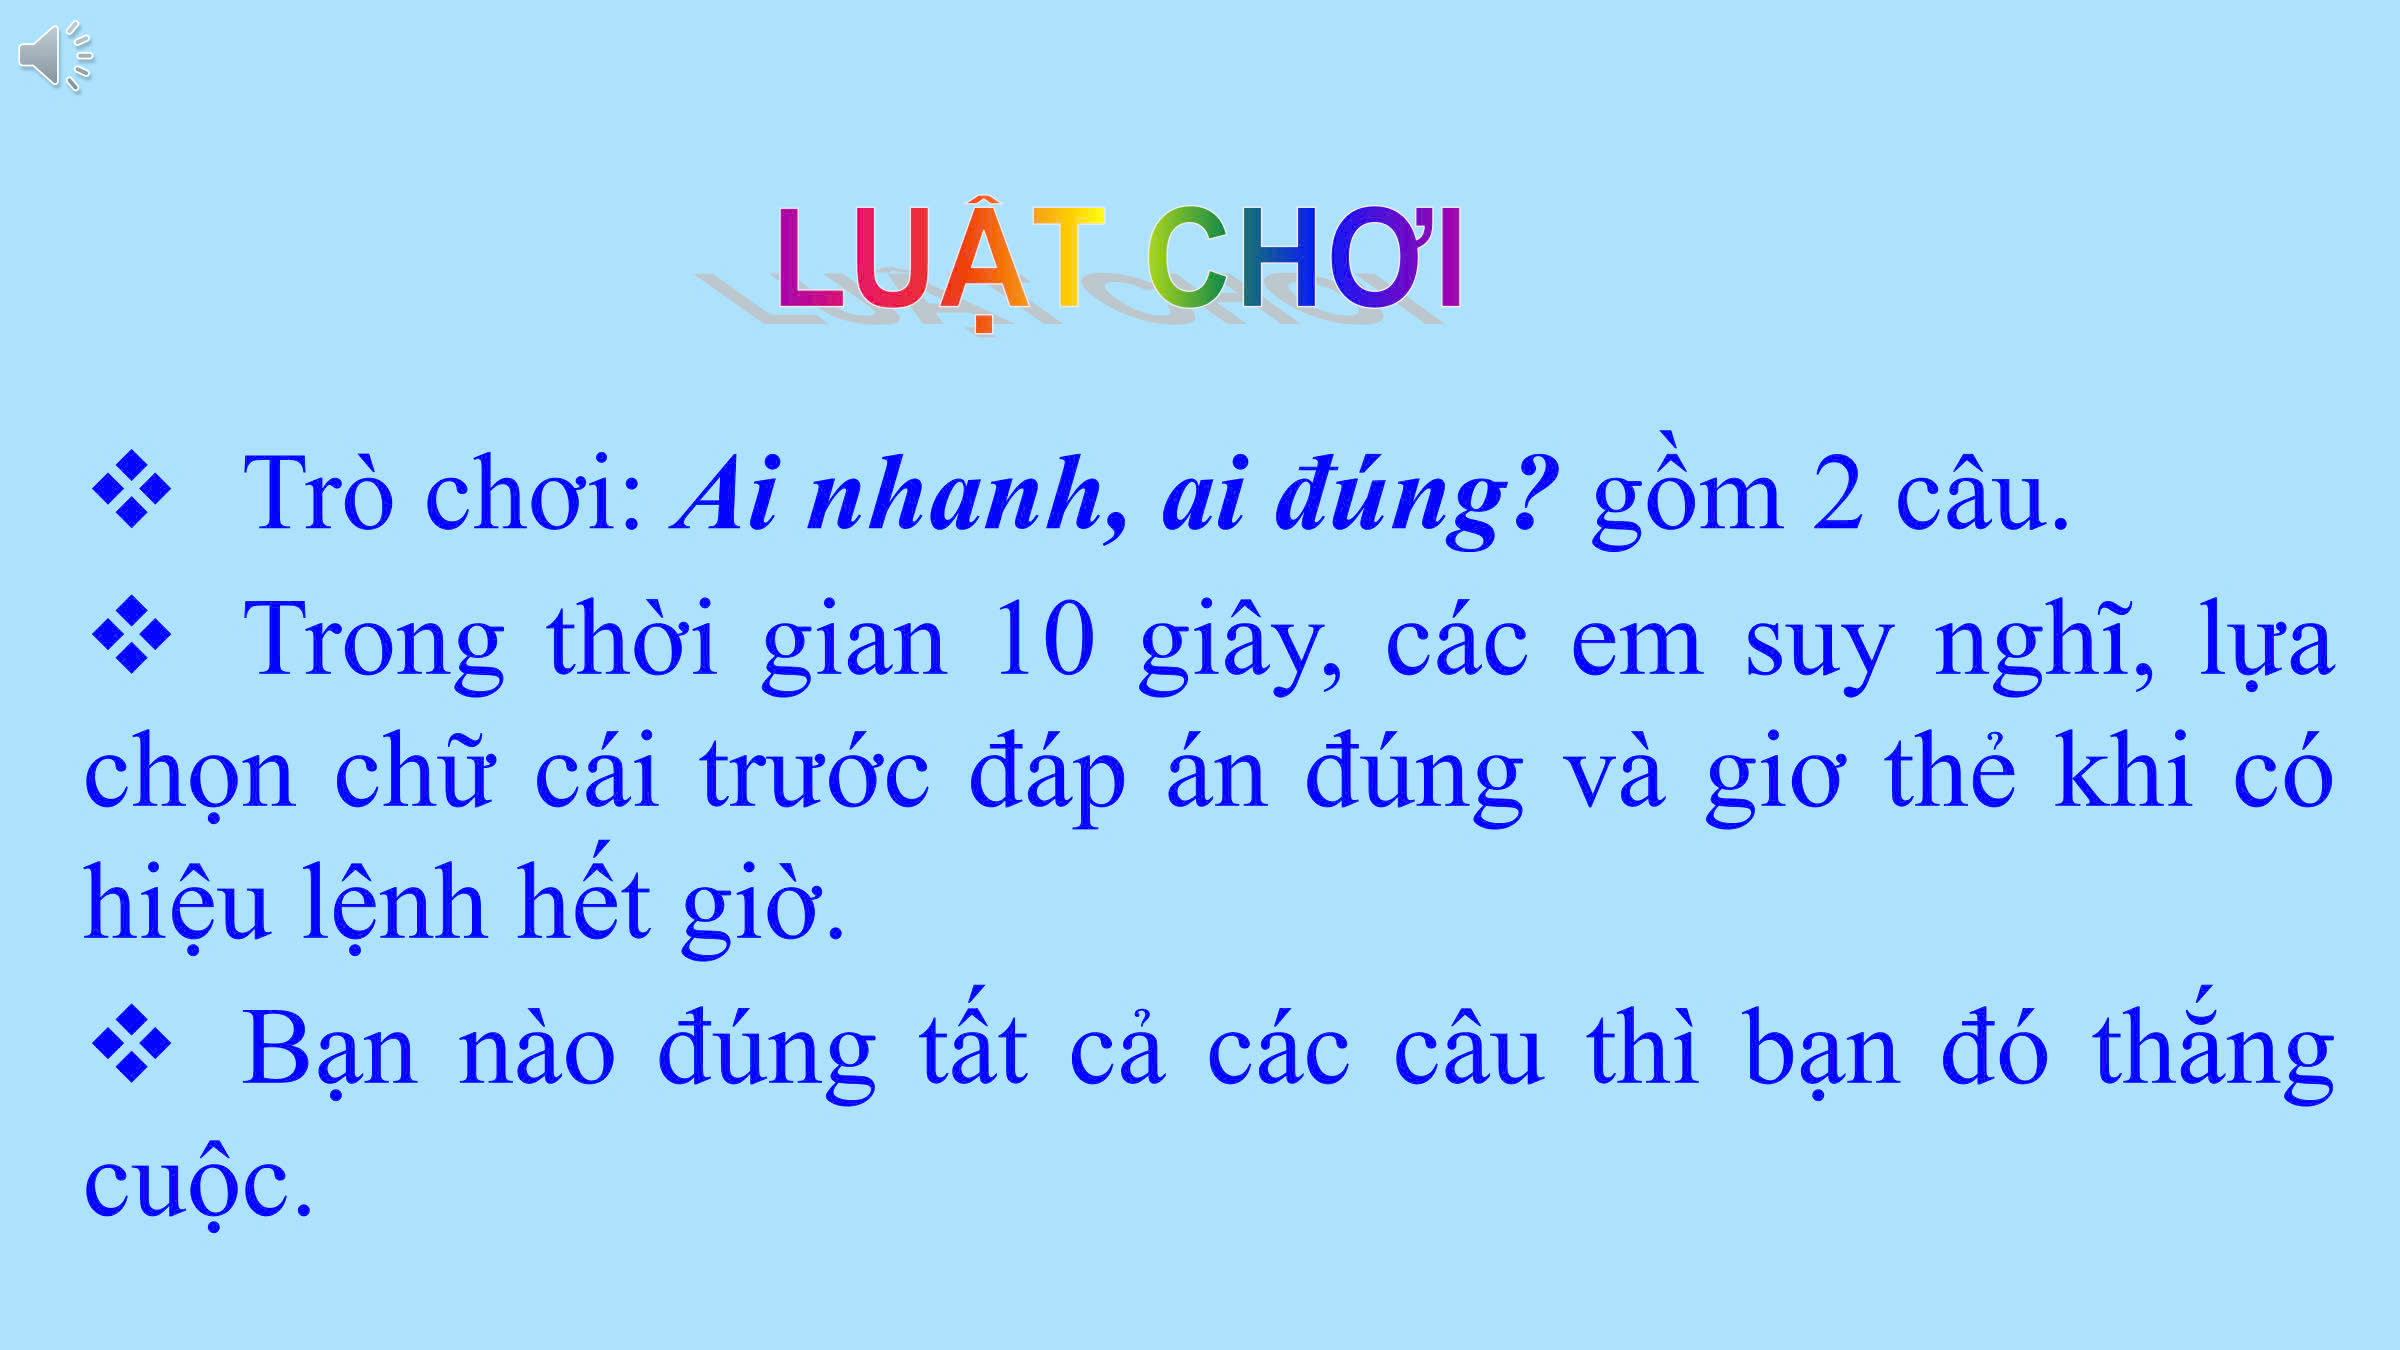 LUẬT CHƠI
❖ Trò chơi: Ai nhanh, ai đúng? gồm 2 câu.
❖ Trong thời gian 10 giây, các em suy nghĩ, lựa
chọn chữ cái trước đáp án đúng và giơ thẻ khi có
hiệu lệnh hết giờ.
❖ Bạn nào đúng tất cả các câu thì bạn đó thắng
cuộc.